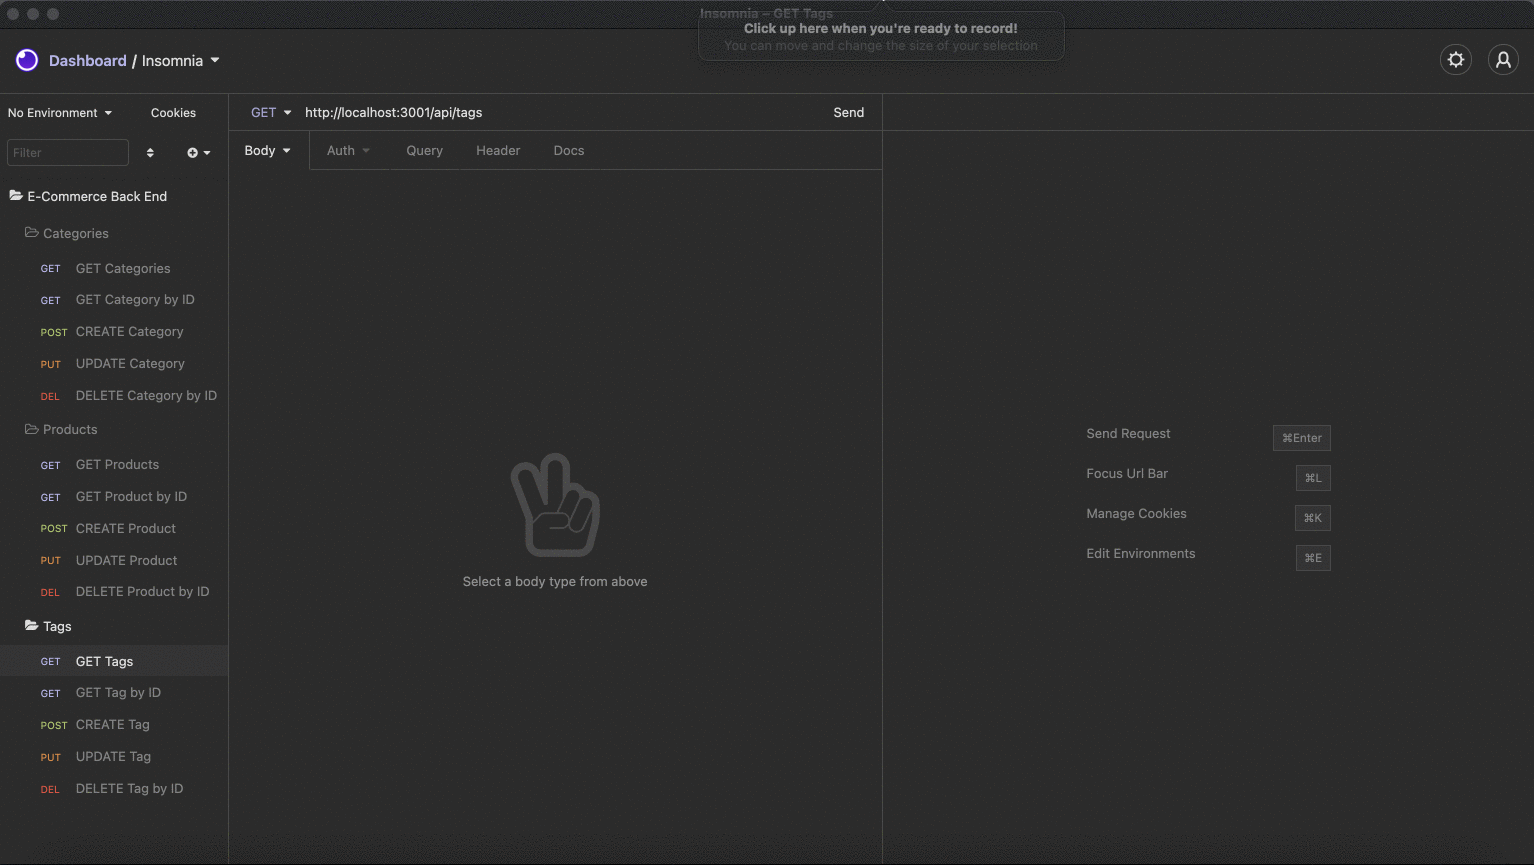 Insomnia – GET Tags
Click up here when you're ready to record!
You can move and change the size of your selection
Dashboard / Insomnia
No Environment
Cookies
GET
http://localhost:3001/api/tags
Send
Filter
Body
Auth
Query
Header
Docs
E-Commerce Back End
Categories
GET GET Categories
GET GET Category by ID
POST CREATE Category
PUT UPDATE Category
DEL DELETE Category by ID
Products
GET GET Products
GET GET Product by ID
POST CREATE Product
PUT UPDATE Product
DEL DELETE Product by ID
Tags
GET GET Tags
GET GET Tag by ID
POST CREATE Tag
PUT UPDATE Tag
DEL DELETE Tag by ID
Select a body type from above
Send Request ⌘Enter
Focus Url Bar ⌘L
Manage Cookies ⌘K
Edit Environments ⌘E